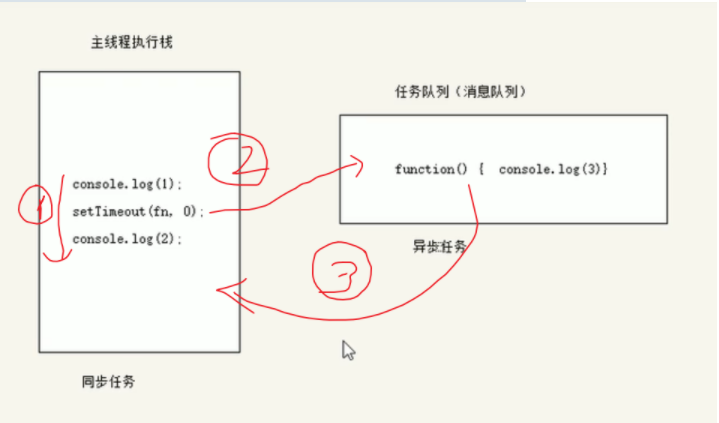 主线程执行栈
任务队列（消息队列）
console.log(1);
setTimeout(fn, 0);
console.log(2);
function() {  console.log(3)}
异步任务
同步任务
1
2
3